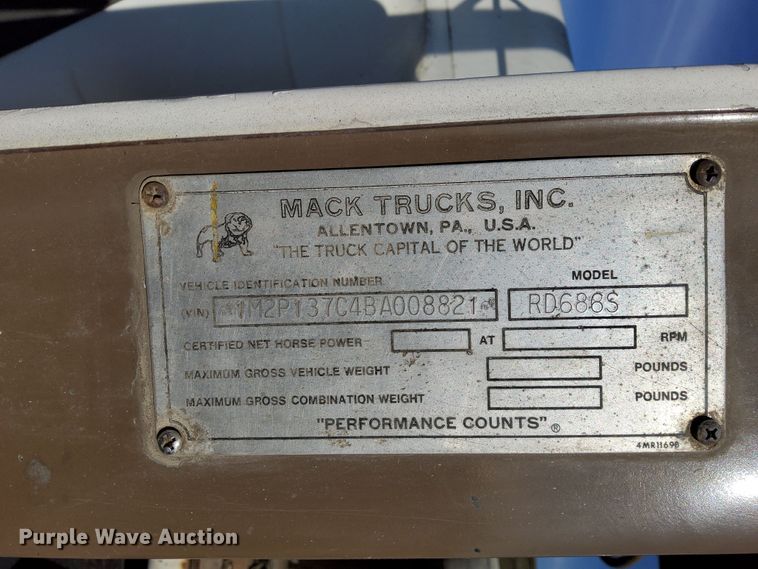 MACK TRUCKS, INC.
ALLENTOWN, PA., U.S.A.
"THE TRUCK CAPITAL OF THE WORLD"
VEHICLE IDENTIFICATION NUMBER MODEL
(VIN) 1M2P137C4BA008821 RD686S
CERTIFIED NET HORSE POWER AT RPM
MAXIMUM GROSS VEHICLE WEIGHT POUNDS
MAXIMUM GROSS COMBINATION WEIGHT POUNDS
"PERFORMANCE COUNTS"®
4MR1169B
Purple Wave Auction®